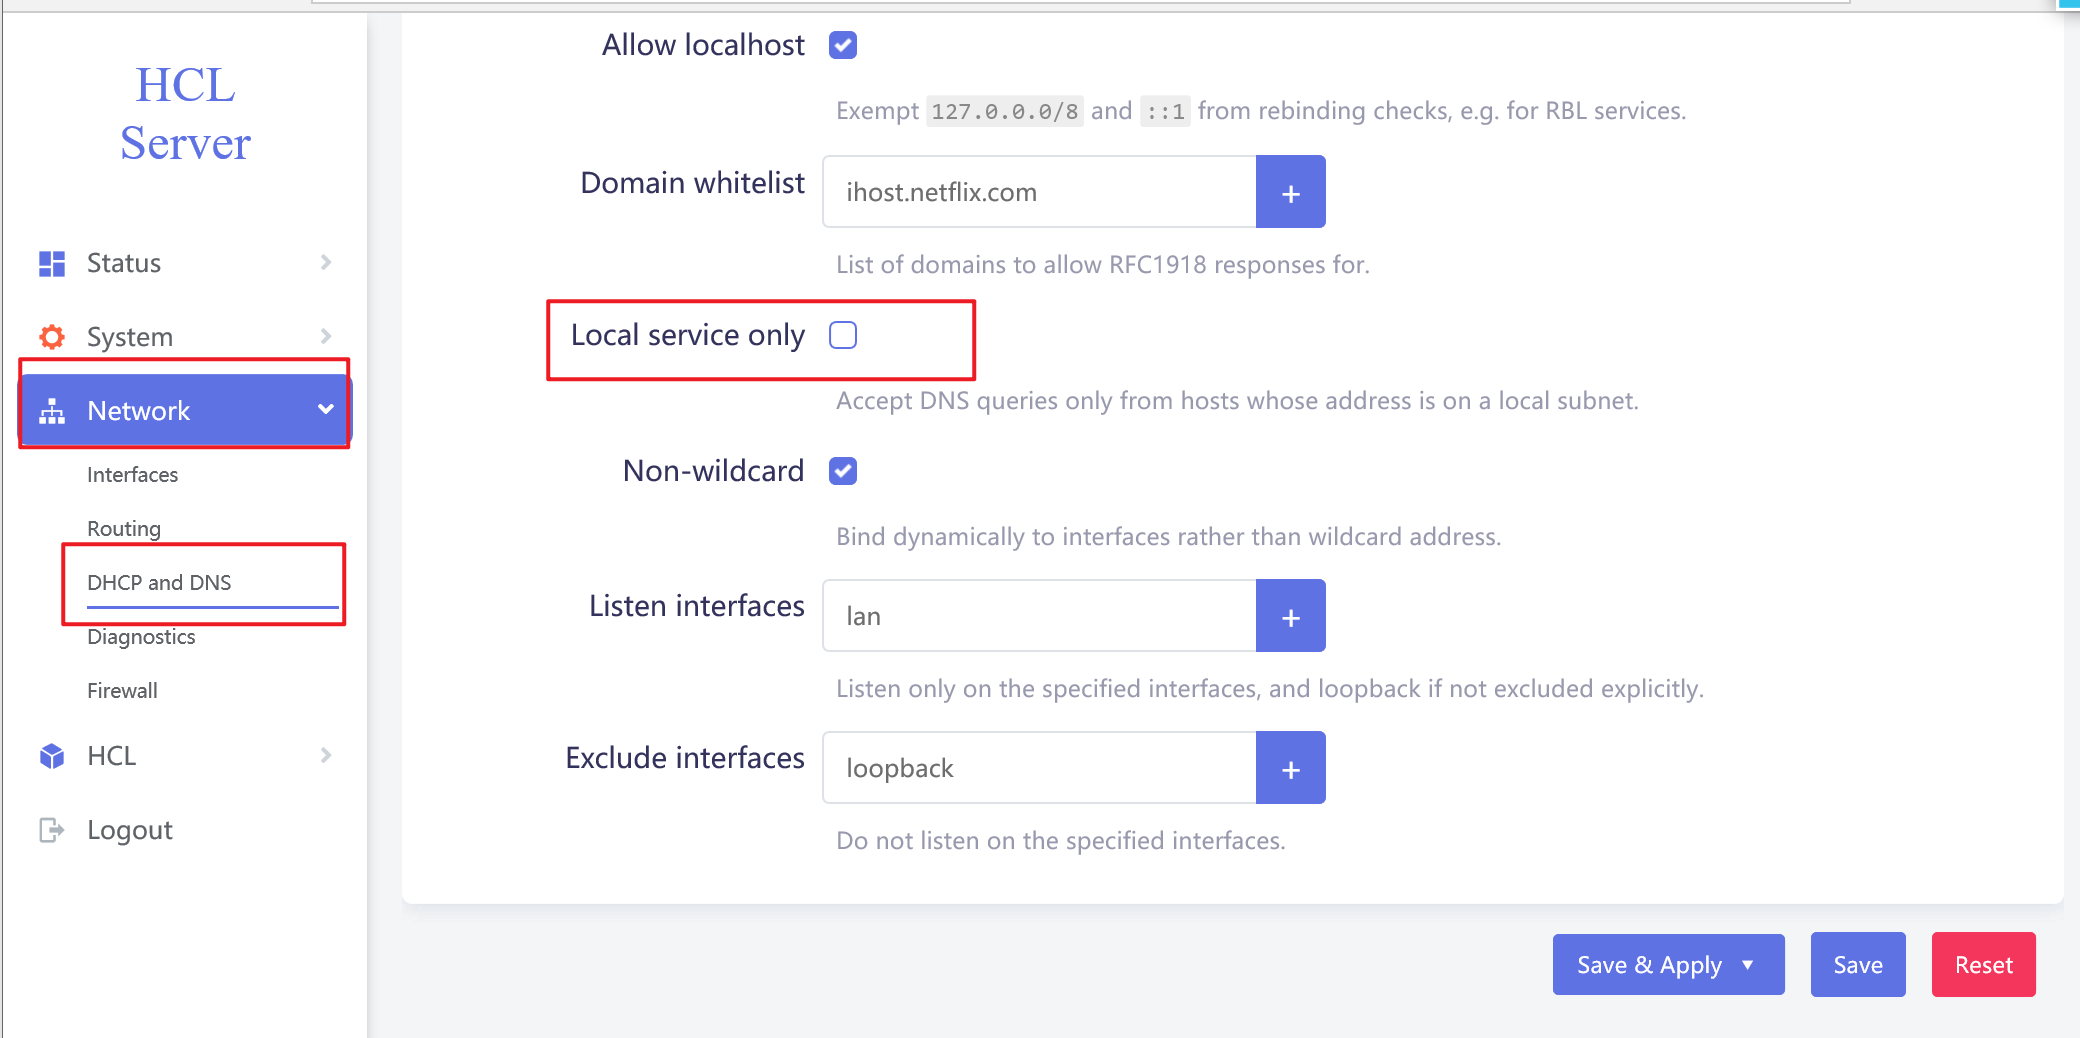 HCL
Server
Status
System
Network
Interfaces
Routing
DHCP and DNS
Diagnostics
Firewall
HCL
Logout
Allow localhost
Exempt 127.0.0.0/8 and ::1 from rebinding checks, e.g. for RBL services.
Domain whitelist
ihost.netflix.com
+
List of domains to allow RFC1918 responses for.
Local service only
Accept DNS queries only from hosts whose address is on a local subnet.
Non-wildcard
Bind dynamically to interfaces rather than wildcard address.
Listen interfaces
lan
+
Listen only on the specified interfaces, and loopback if not excluded explicitly.
Exclude interfaces
loopback
+
Do not listen on the specified interfaces.
Save & Apply
Save
Reset